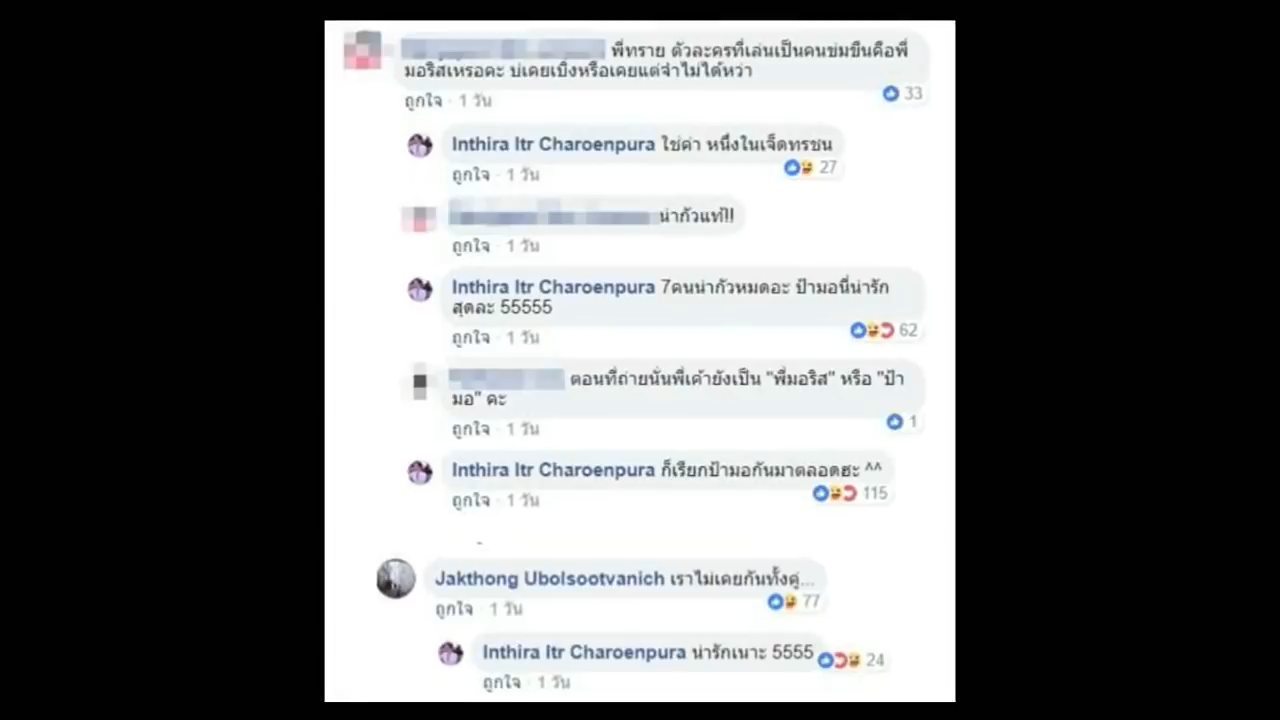 พี่ทราย ตัวละครที่เล่นเป็นคนข่มขืนคือพี่
มอริสเหรอคะ บ่เคยเบิ่งหรือเคยแต่จำไม่ได้หว่า
ถูกใจ · 1 วัน
33
Inthira Itr Charoenpura ใช่ค่า หนึ่งในเจ็ดทรชน
ถูกใจ · 1 วัน
27
น่ากัวแท้!!
ถูกใจ · 1 วัน
Inthira Itr Charoenpura 7คนน่ากัวหมดอะ ป้ามอนี่น่ารัก
สุดละ 55555
ถูกใจ · 1 วัน
62
ตอนที่ถ่ายนั่นพี่เค้ายังเป็น "พี่มอริส" หรือ "ป้า
มอ" คะ
ถูกใจ · 1 วัน
1
Inthira Itr Charoenpura ก็เรียกป้ามอกันมาตลอดฮะ ^^
ถูกใจ · 1 วัน
115
Jakthong Ubolsootvanich เราไม่เคยกันทั้งคู่...
ถูกใจ · 1 วัน
77
Inthira Itr Charoenpura น่ารักเนาะ 5555
24
ถูกใจ · 1 วัน